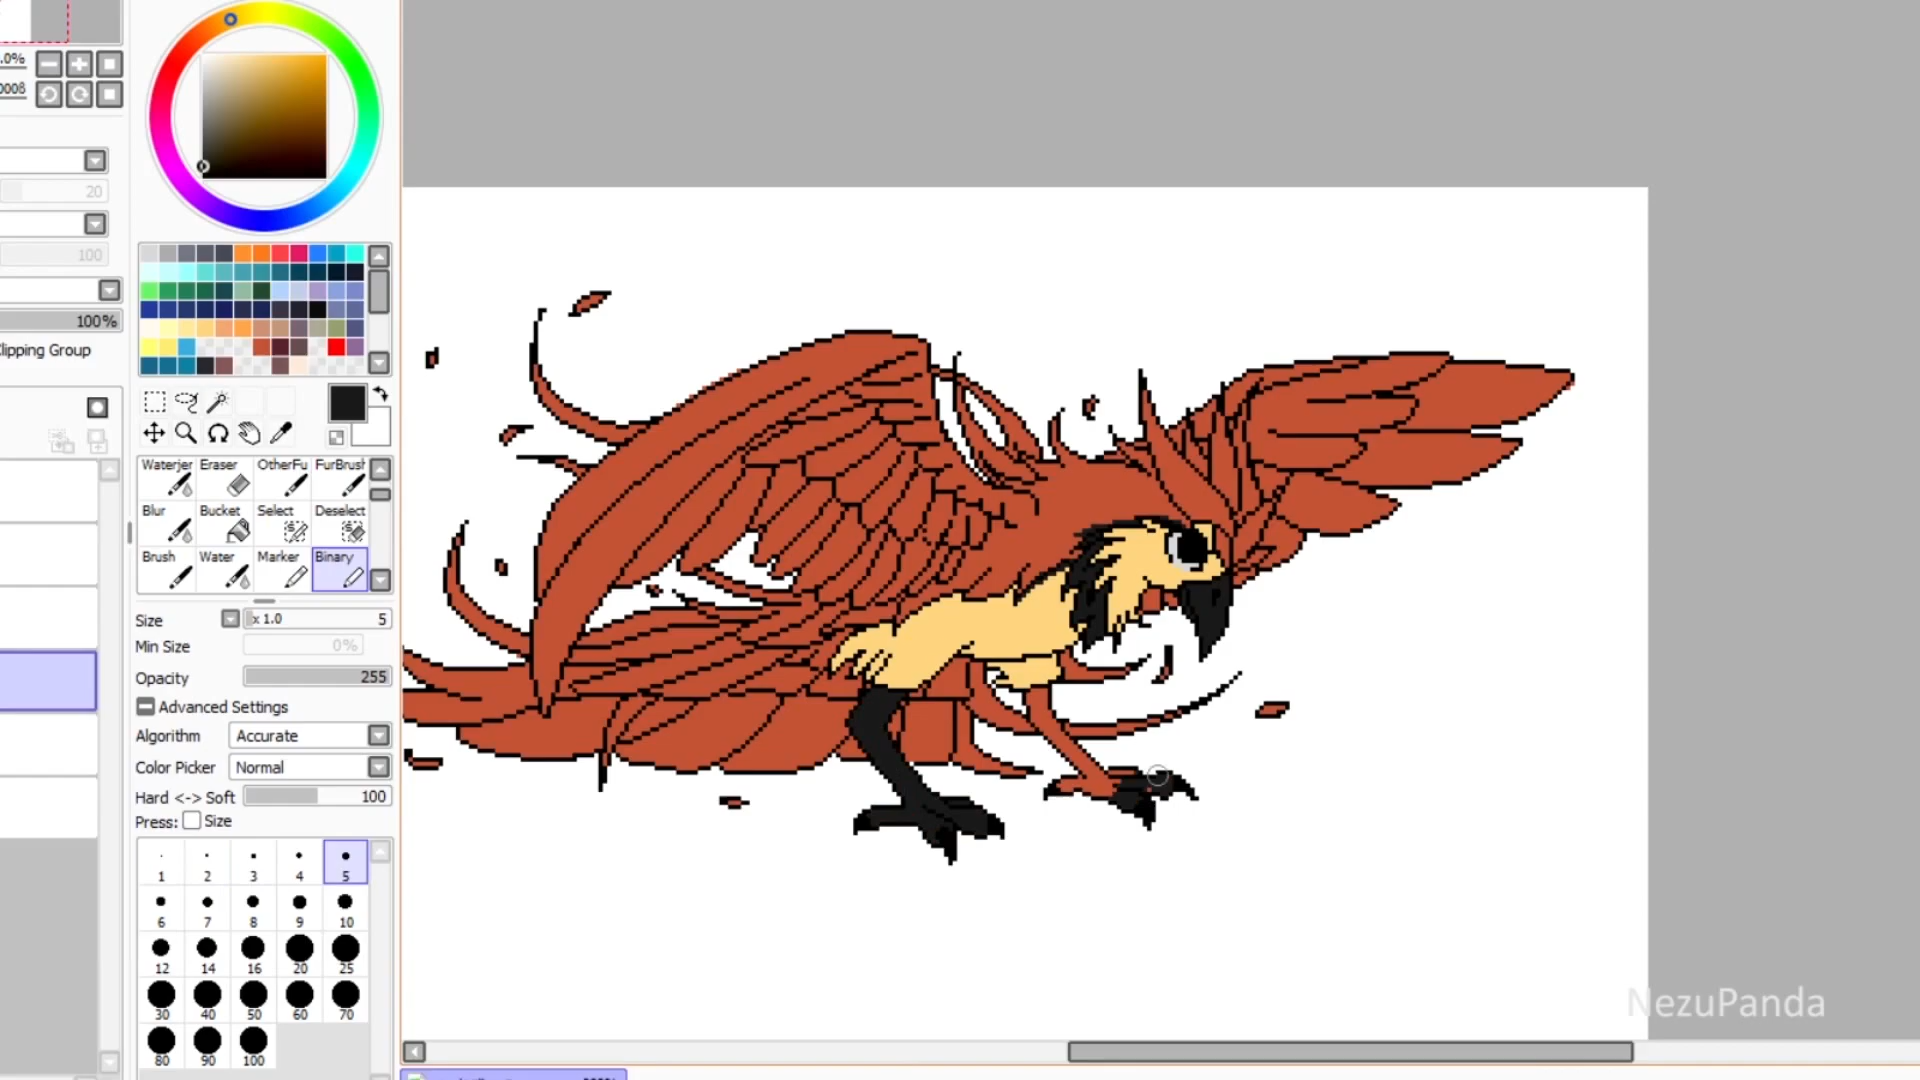 .0%
0008
20
100
100%
lipping Group
Waterjer Eraser OtherFu FurBrush
Blur Bucket Select Deselect
Brush Water Marker Binary
Size x 1.0 5
Min Size 0%
Opacity 255
Advanced Settings
Algorithm Accurate
Color Picker Normal
Hard <-> Soft 100
Press: Size
1 2 3 4 5
6 7 8 9 10
12 14 16 20 25
30 40 50 60 70
80 90 100
NezuPanda